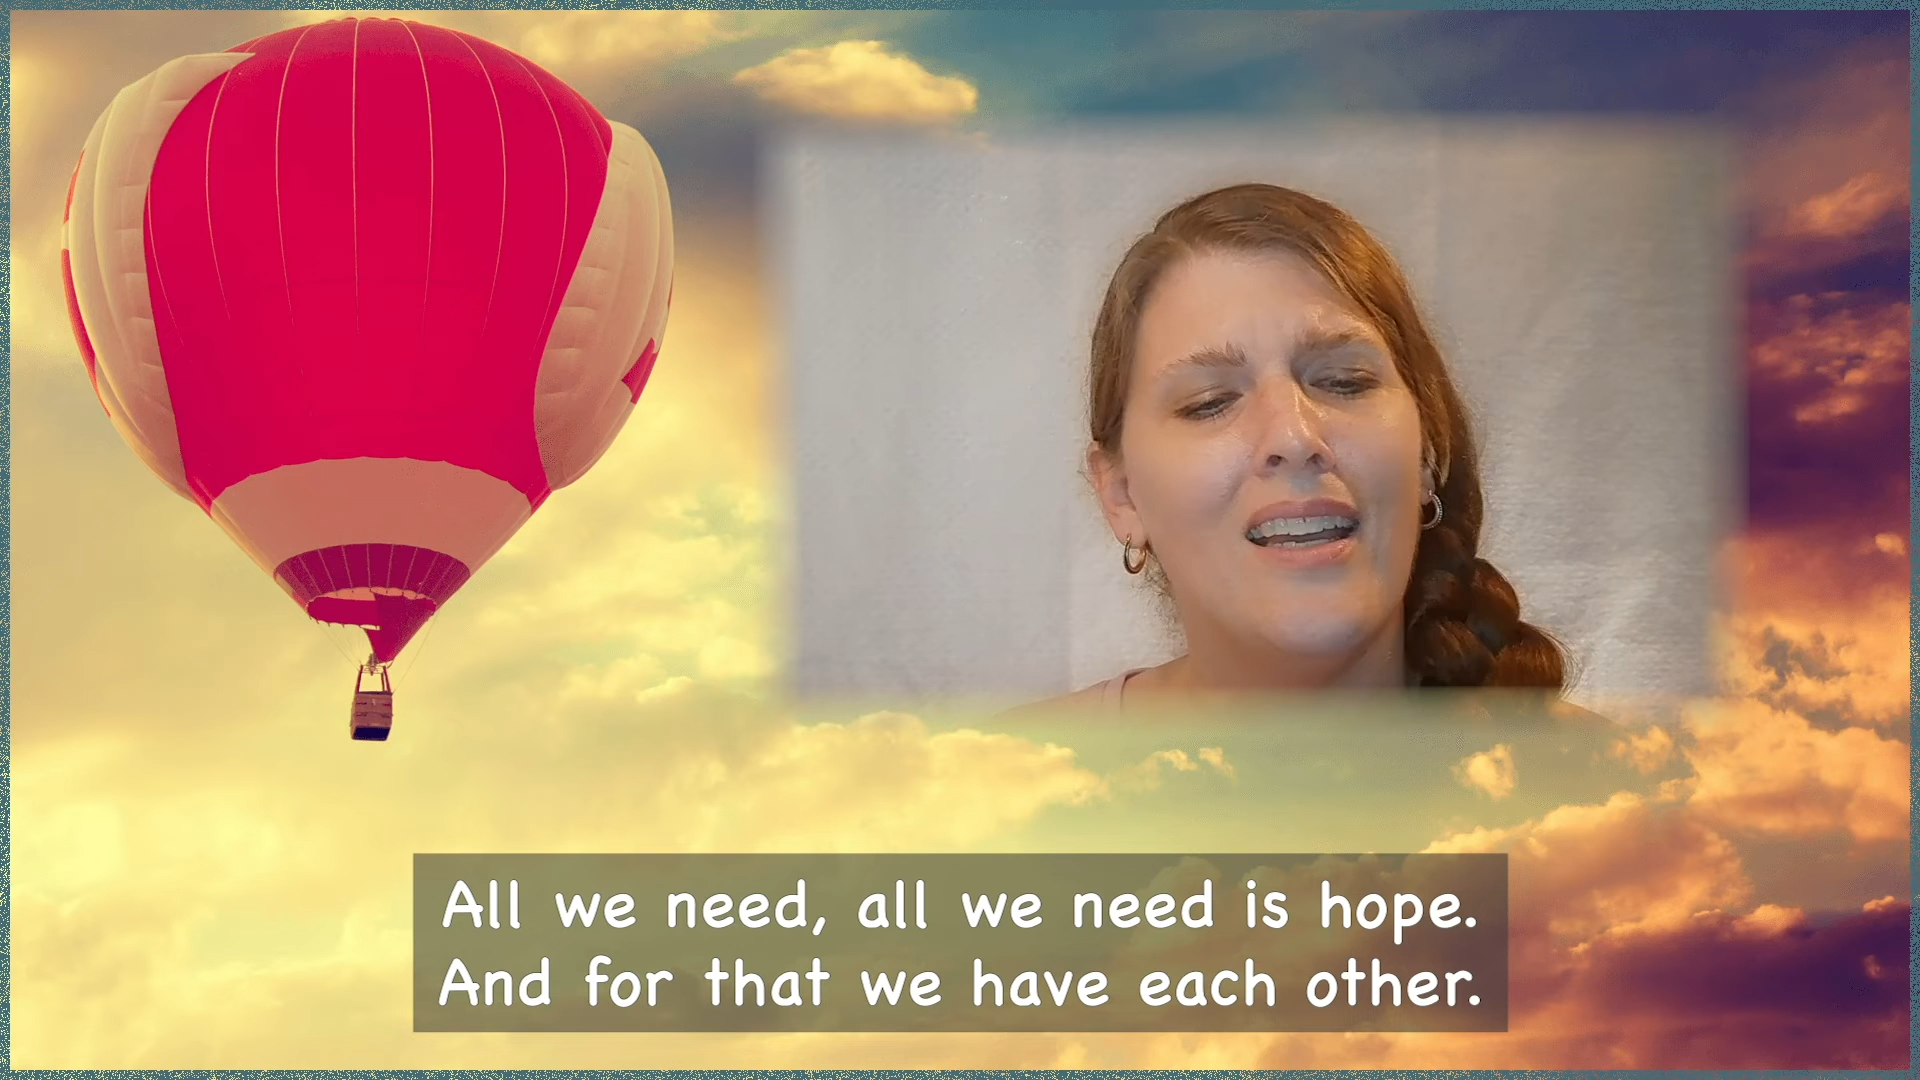 All we need, all we need is hope.
And for that we have each other.